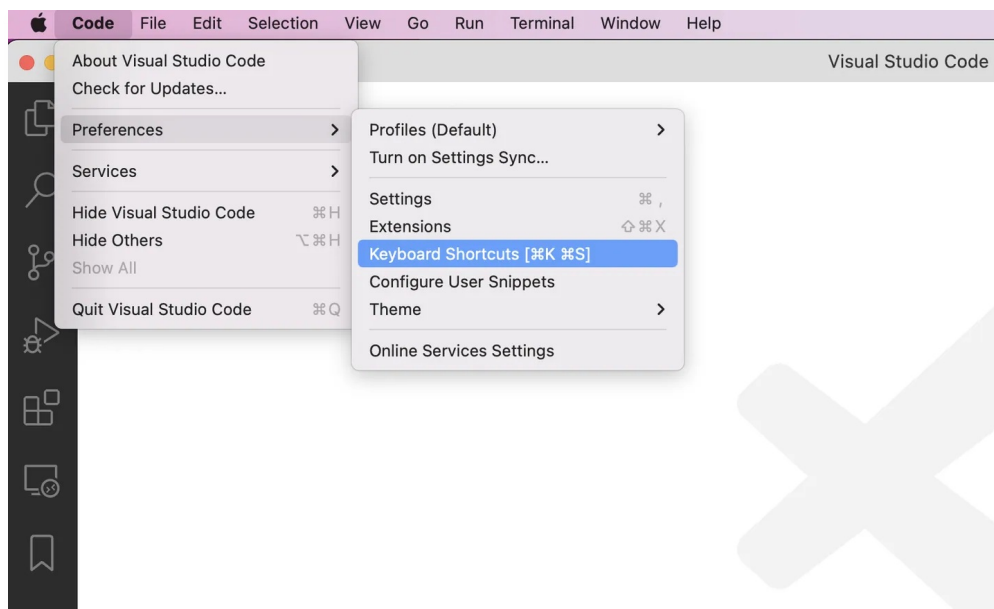 Code File Edit Selection View Go Run Terminal Window Help
Visual Studio Code
About Visual Studio Code
Check for Updates...
Preferences
Services
Hide Visual Studio Code ⌘H
Hide Others ⌥⌘H
Show All
Quit Visual Studio Code ⌘Q
Profiles (Default)
Turn on Settings Sync...
Settings ⌘,
Extensions ⇧⌘X
Keyboard Shortcuts [⌘K ⌘S]
Configure User Snippets
Theme
Online Services Settings